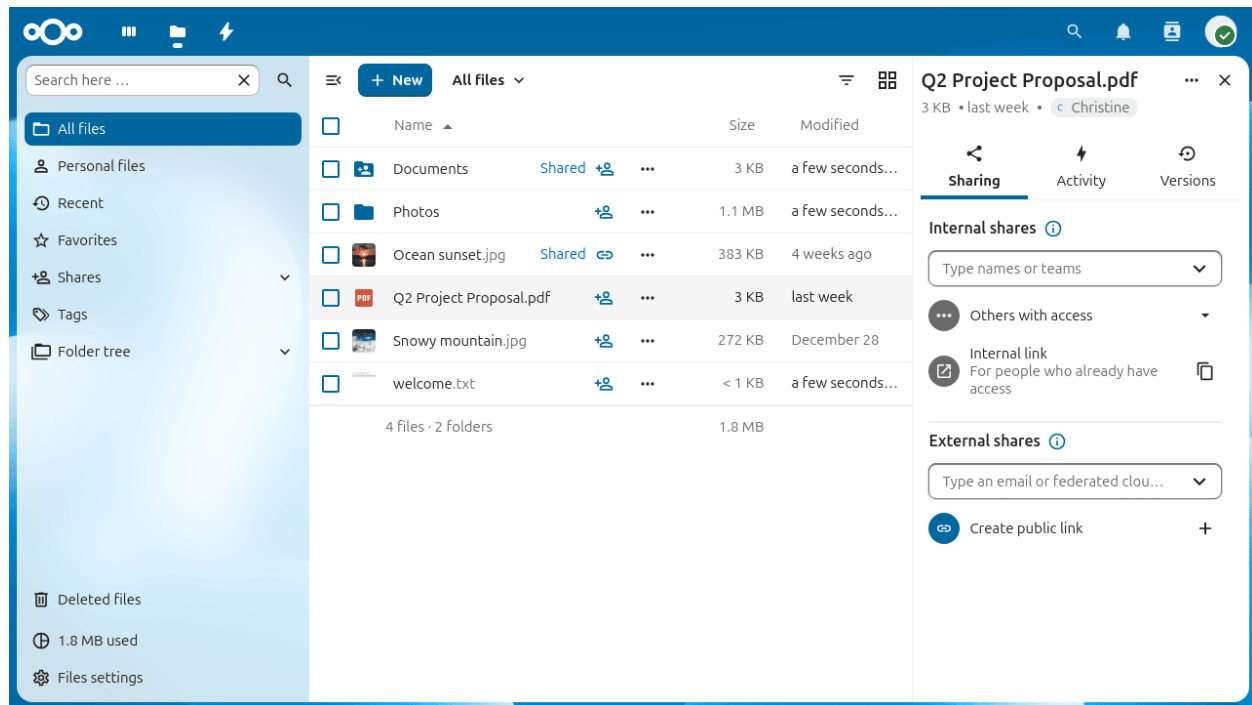 Search here ...
All files
Personal files
Recent
Favorites
Shares
Tags
Folder tree
Deleted files
1.8 MB used
Files settings
+ New
All files
Name Size Modified
Documents Shared 3 KB a few seconds...
Photos 1.1 MB a few seconds...
Ocean sunset.jpg Shared 383 KB 4 weeks ago
PDF Q2 Project Proposal.pdf 3 KB last week
Snowy mountain.jpg 272 KB December 28
welcome.txt < 1 KB a few seconds...
4 files · 2 folders 1.8 MB
Q2 Project Proposal.pdf
3 KB • last week • C Christine
Sharing Activity Versions
Internal shares
Type names or teams
Others with access
Internal link
For people who already have
access
External shares
Type an email or federated clou...
Create public link